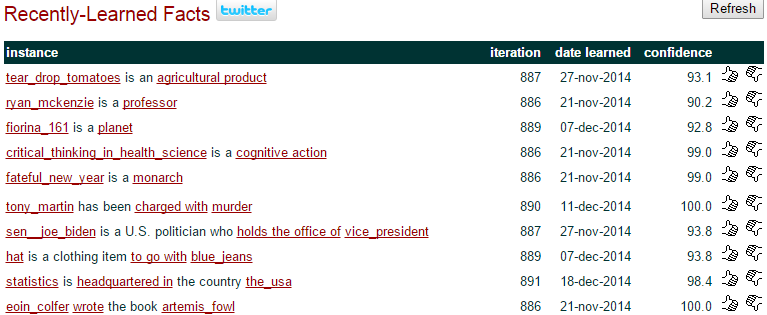 Recently-Learned Facts twitter
Refresh
instance iteration date learned confidence
tear_drop_tomatoes is an agricultural product 887 27-nov-2014 93.1
ryan_mckenzie is a professor 886 21-nov-2014 90.2
fiorina_161 is a planet 889 07-dec-2014 92.8
critical_thinking_in_health_science is a cognitive action 886 21-nov-2014 99.0
fateful_new_year is a monarch 886 21-nov-2014 99.0
tony_martin has been charged with murder 890 11-dec-2014 100.0
sen__joe_biden is a U.S. politician who holds the office of vice_president 887 27-nov-2014 93.8
hat is a clothing item to go with blue_jeans 889 07-dec-2014 93.8
statistics is headquartered in the country the_usa 891 18-dec-2014 98.4
eoin_colfer wrote the book artemis_fowl 886 21-nov-2014 100.0